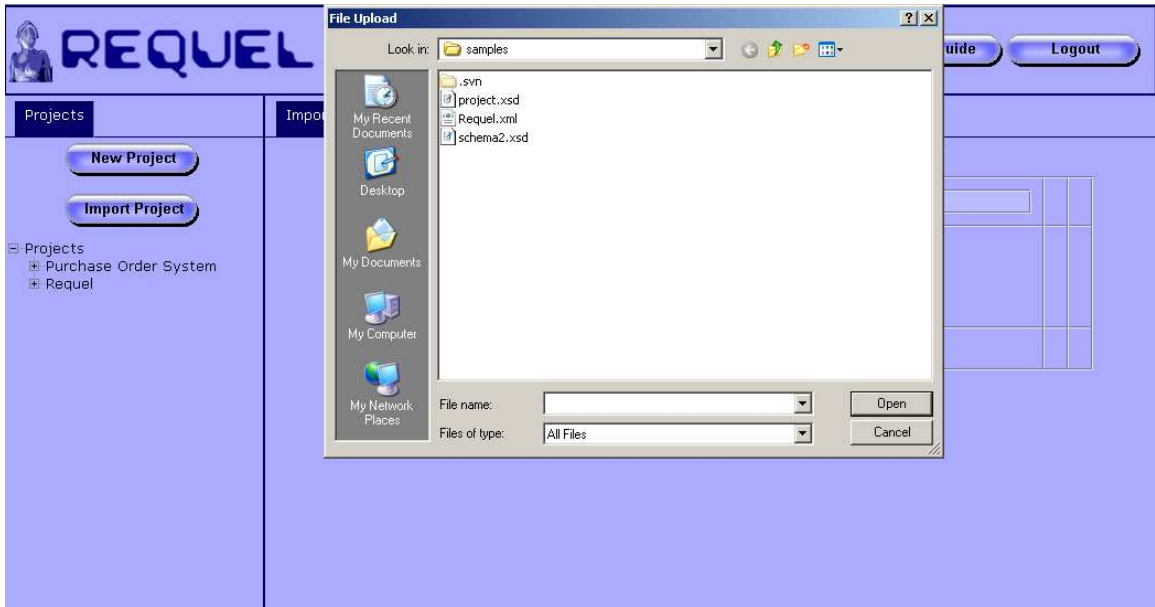 REQUEL
uide
Logout
Projects
Impo
New Project
Import Project
Projects
Purchase Order System
Requel
File Upload
Look in:
samples
My Recent
Documents
Desktop
My Documents
My Computer
My Network
Places
.svn
project.xsd
Requel.xml
schema2.xsd
File name:
Open
Files of type:
All Files
Cancel